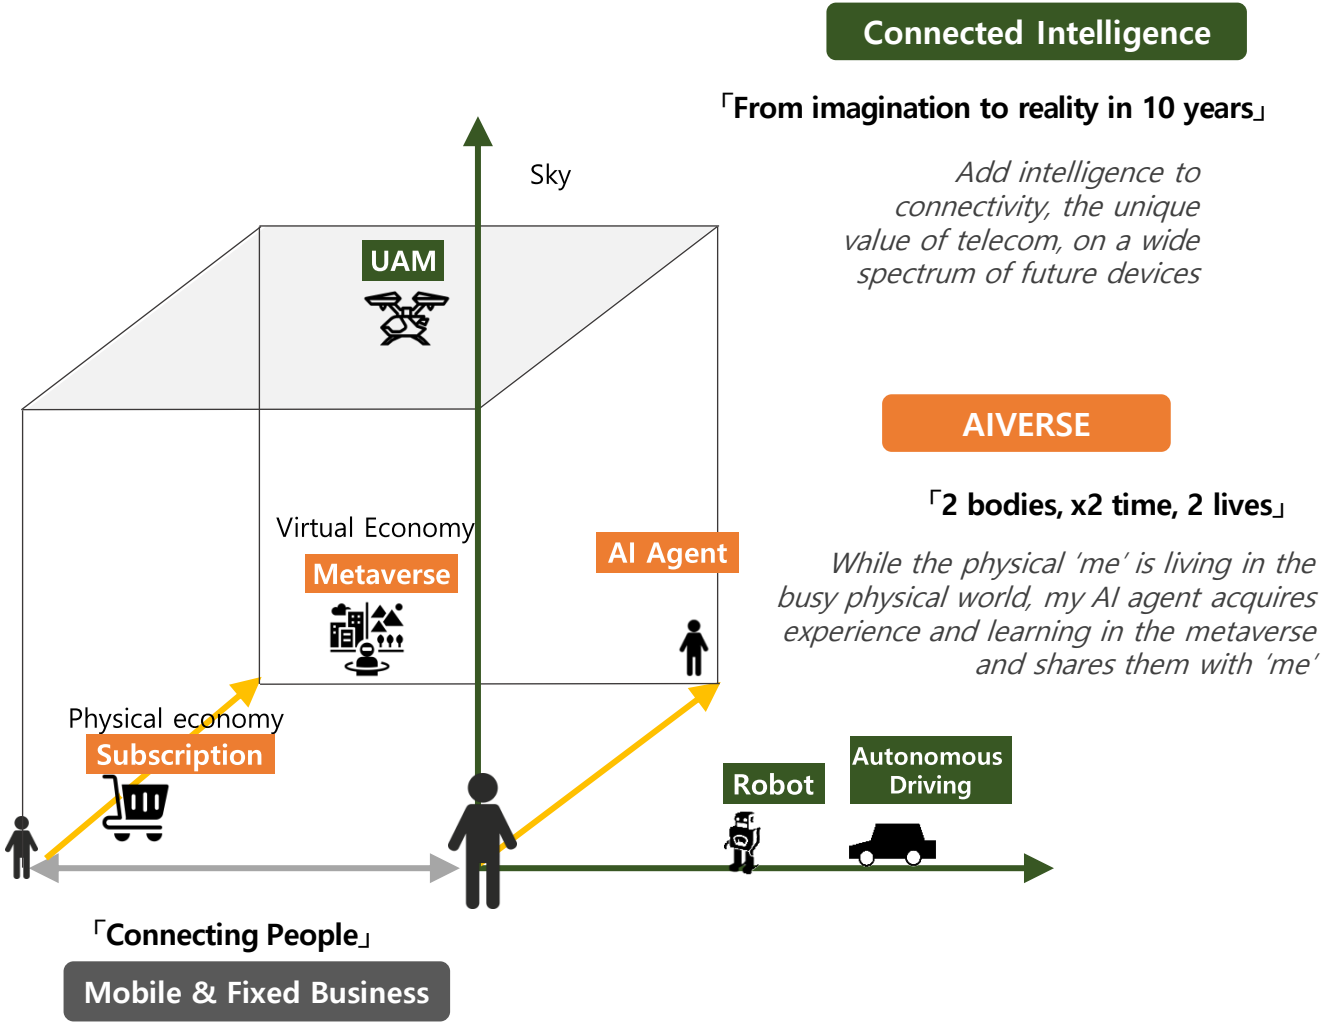 Connected Intelligence
「From imagination to reality in 10 years」
Add intelligence to
connectivity, the unique
value of telecom, on a wide
spectrum of future devices
Sky
UAM
AIVERSE
「2 bodies, x2 time, 2 lives」
While the physical ‘me’ is living in the
busy physical world, my AI agent acquires
experience and learning in the metaverse
and shares them with ‘me’
Virtual Economy
Metaverse
AI Agent
Physical economy
Subscription
Robot
Autonomous
Driving
「Connecting People」
Mobile & Fixed Business